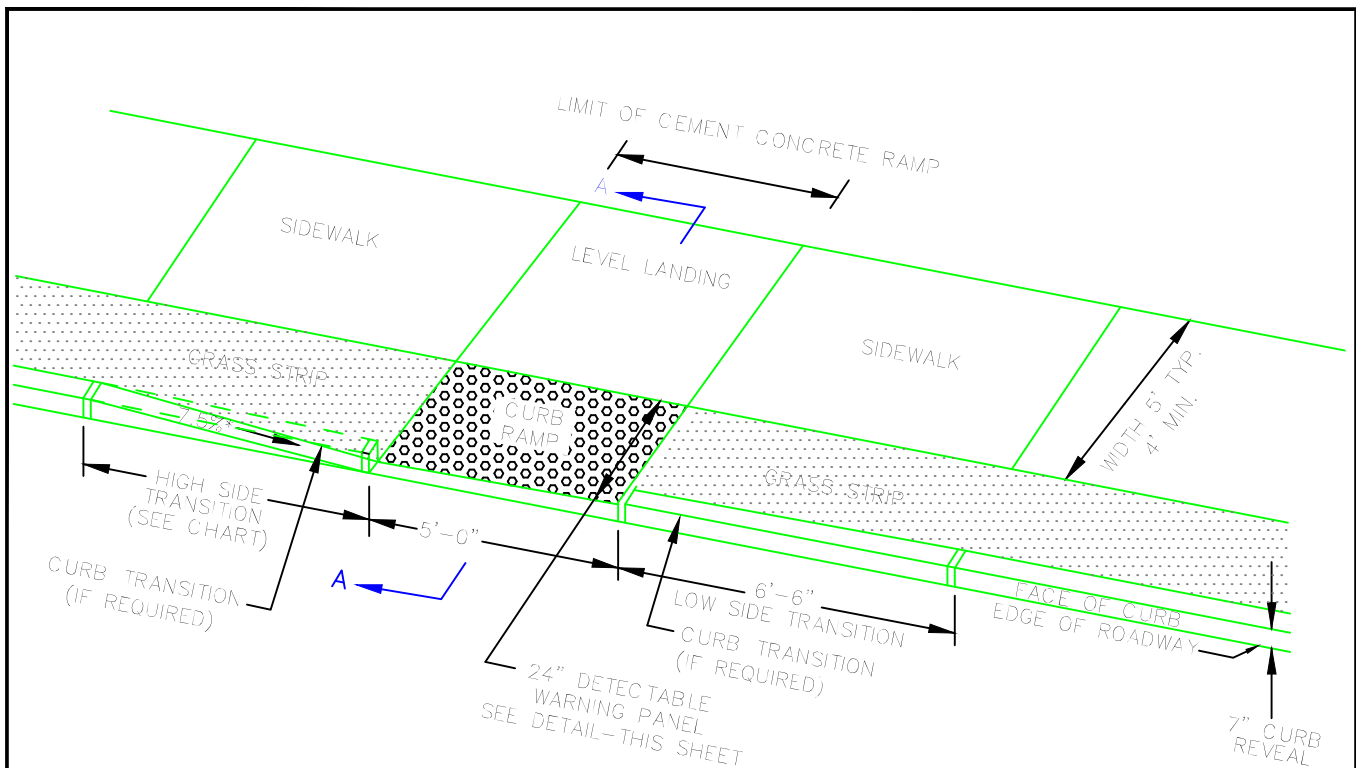 LIMIT OF CEMENT CONCRETE RAMP
A
SIDEWALK
LEVEL LANDING
SIDEWALK
WIDTH 5' TYP.
4' MIN.
GRASS STRIP
CURB
RAMP
7.5%*
GRASS STRIP
HIGH SIDE
TRANSITION
(SEE CHART)
5'-0"
A
6'-6"
LOW SIDE TRANSITION
CURB TRANSITION
(IF REQUIRED)
CURB TRANSITION
(IF REQUIRED)
FACE OF CURB
EDGE OF ROADWAY
24" DETECTABLE
WARNING PANEL
SEE DETAIL-THIS SHEET
7" CURB
REVEAL